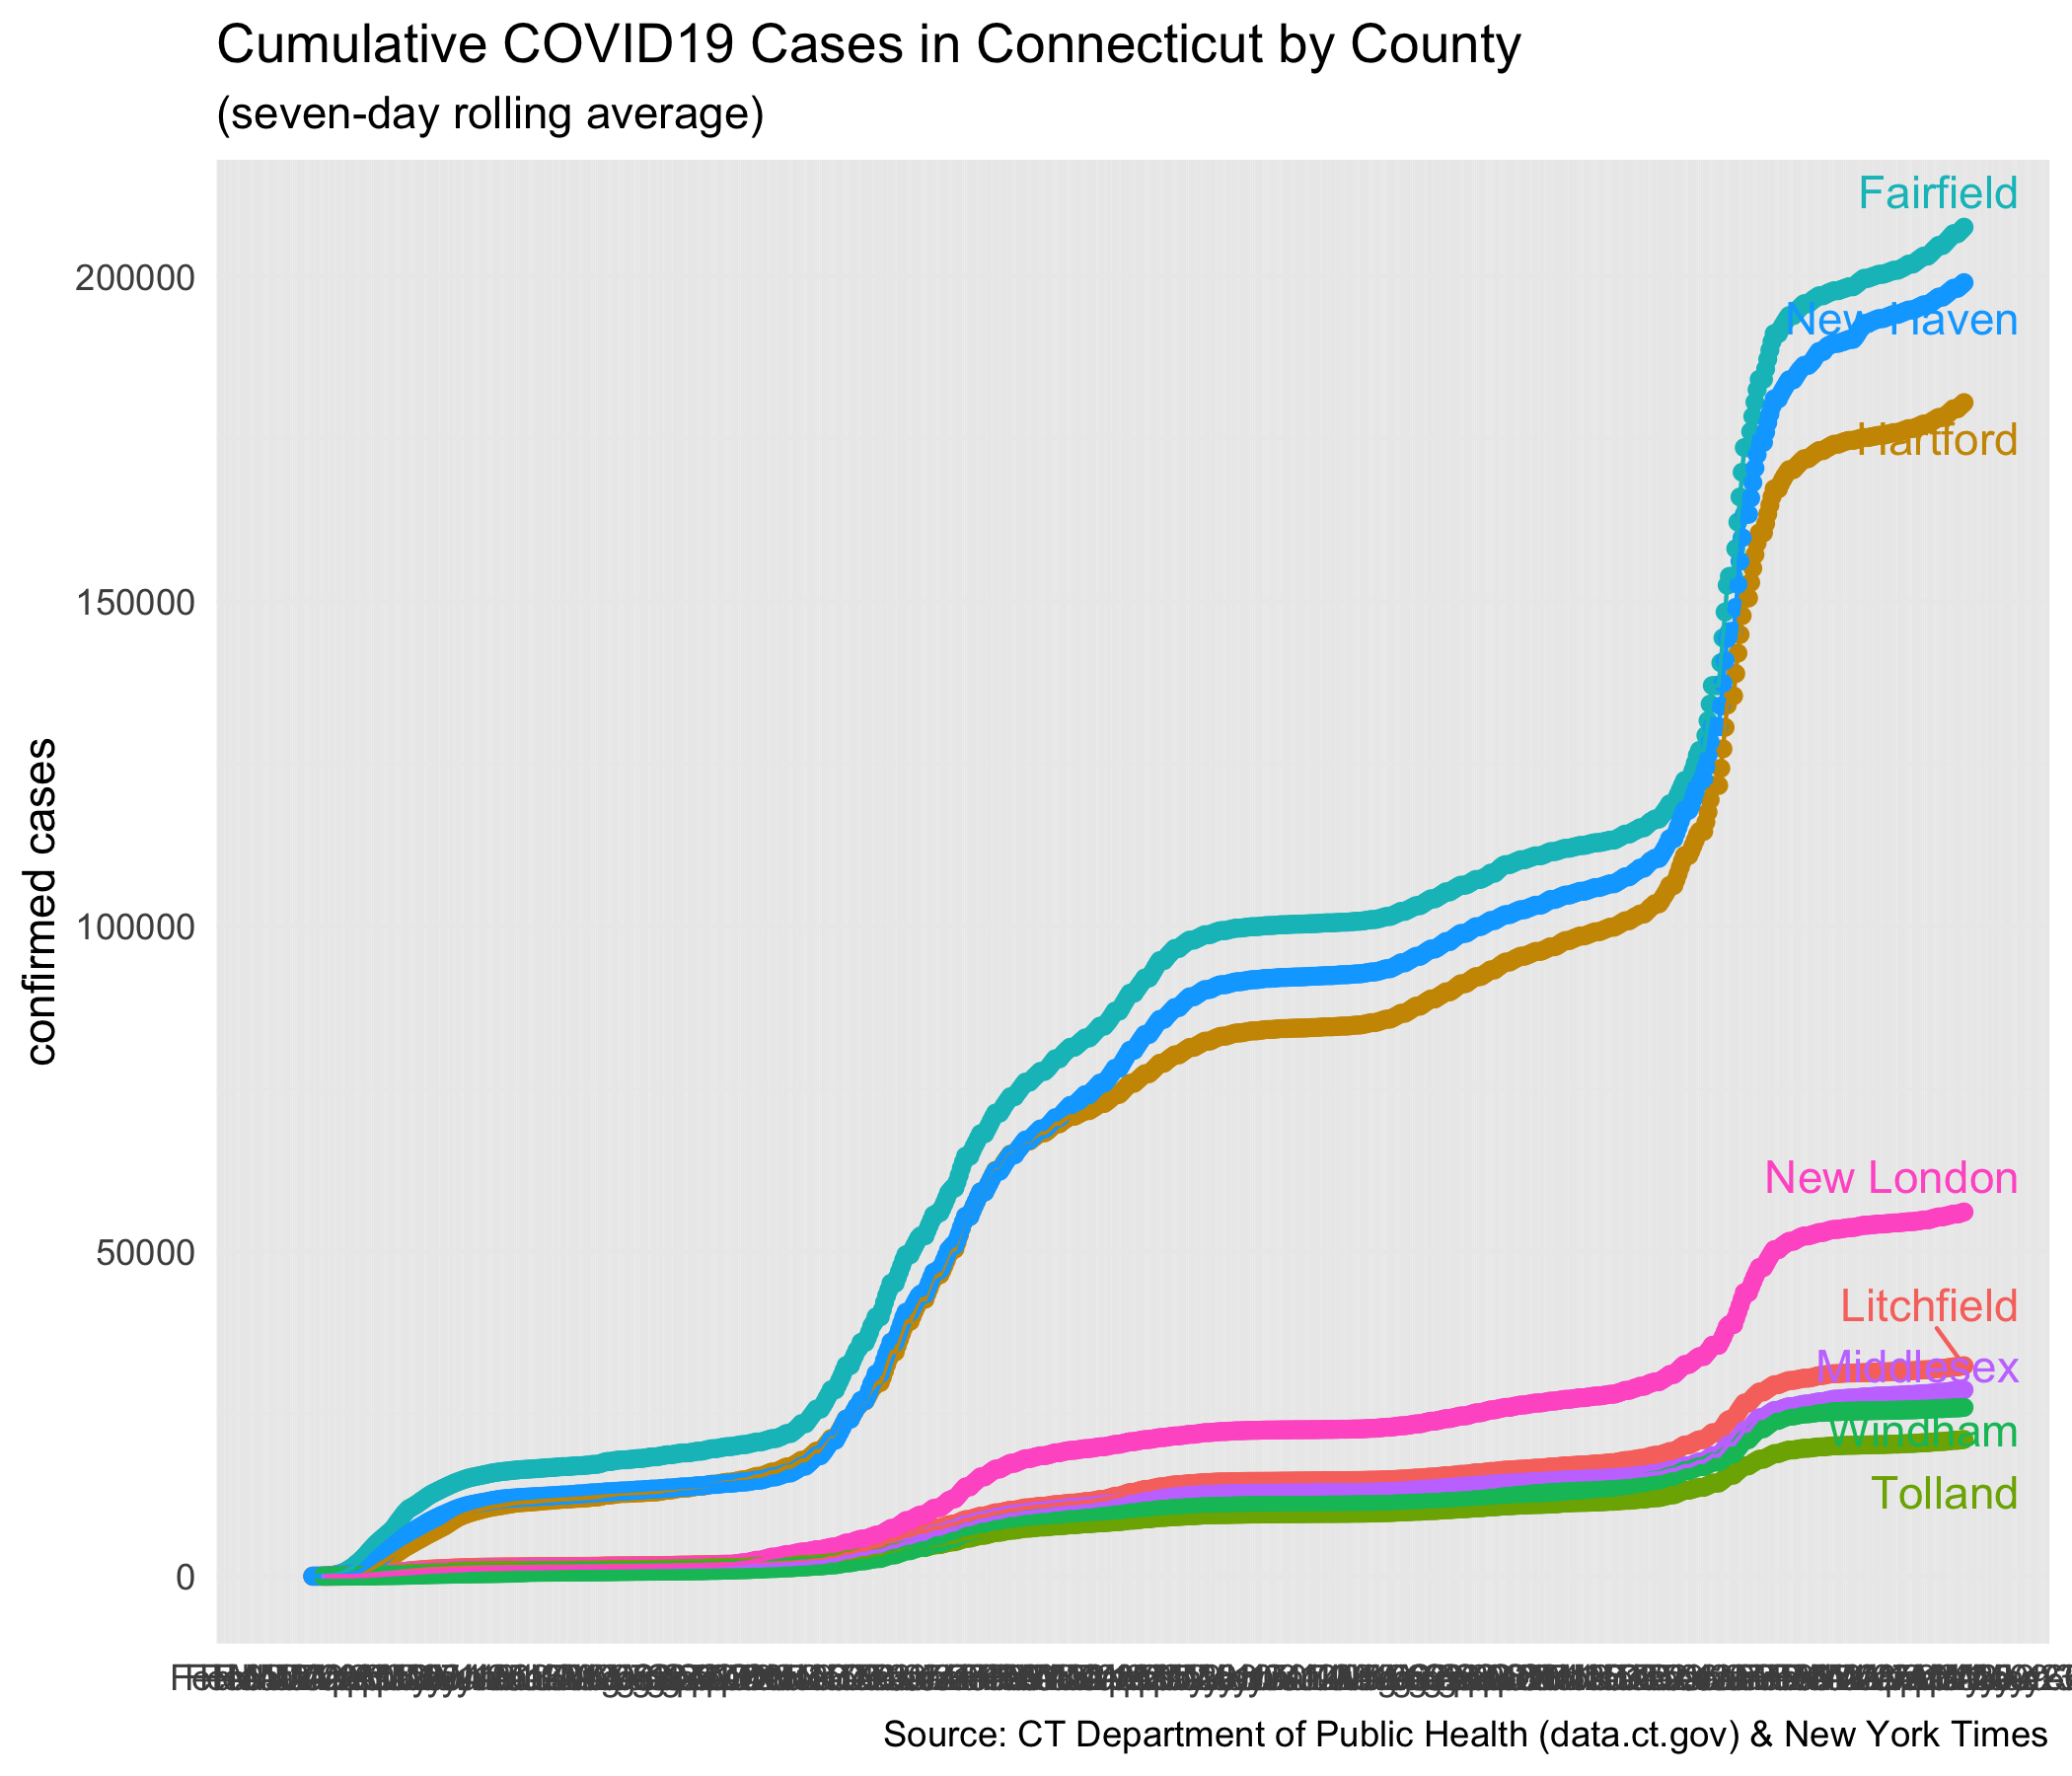 Cumulative COVID19 Cases in Connecticut by County
(seven-day rolling average)
Fairfield
200000
New Haven
Hartford
150000
confirmed cases
100000
New London
50000
Litchfield
Middlesex
Windham
Tolland
0
Source: CT Department of Public Health (data.ct.gov) & New York Times